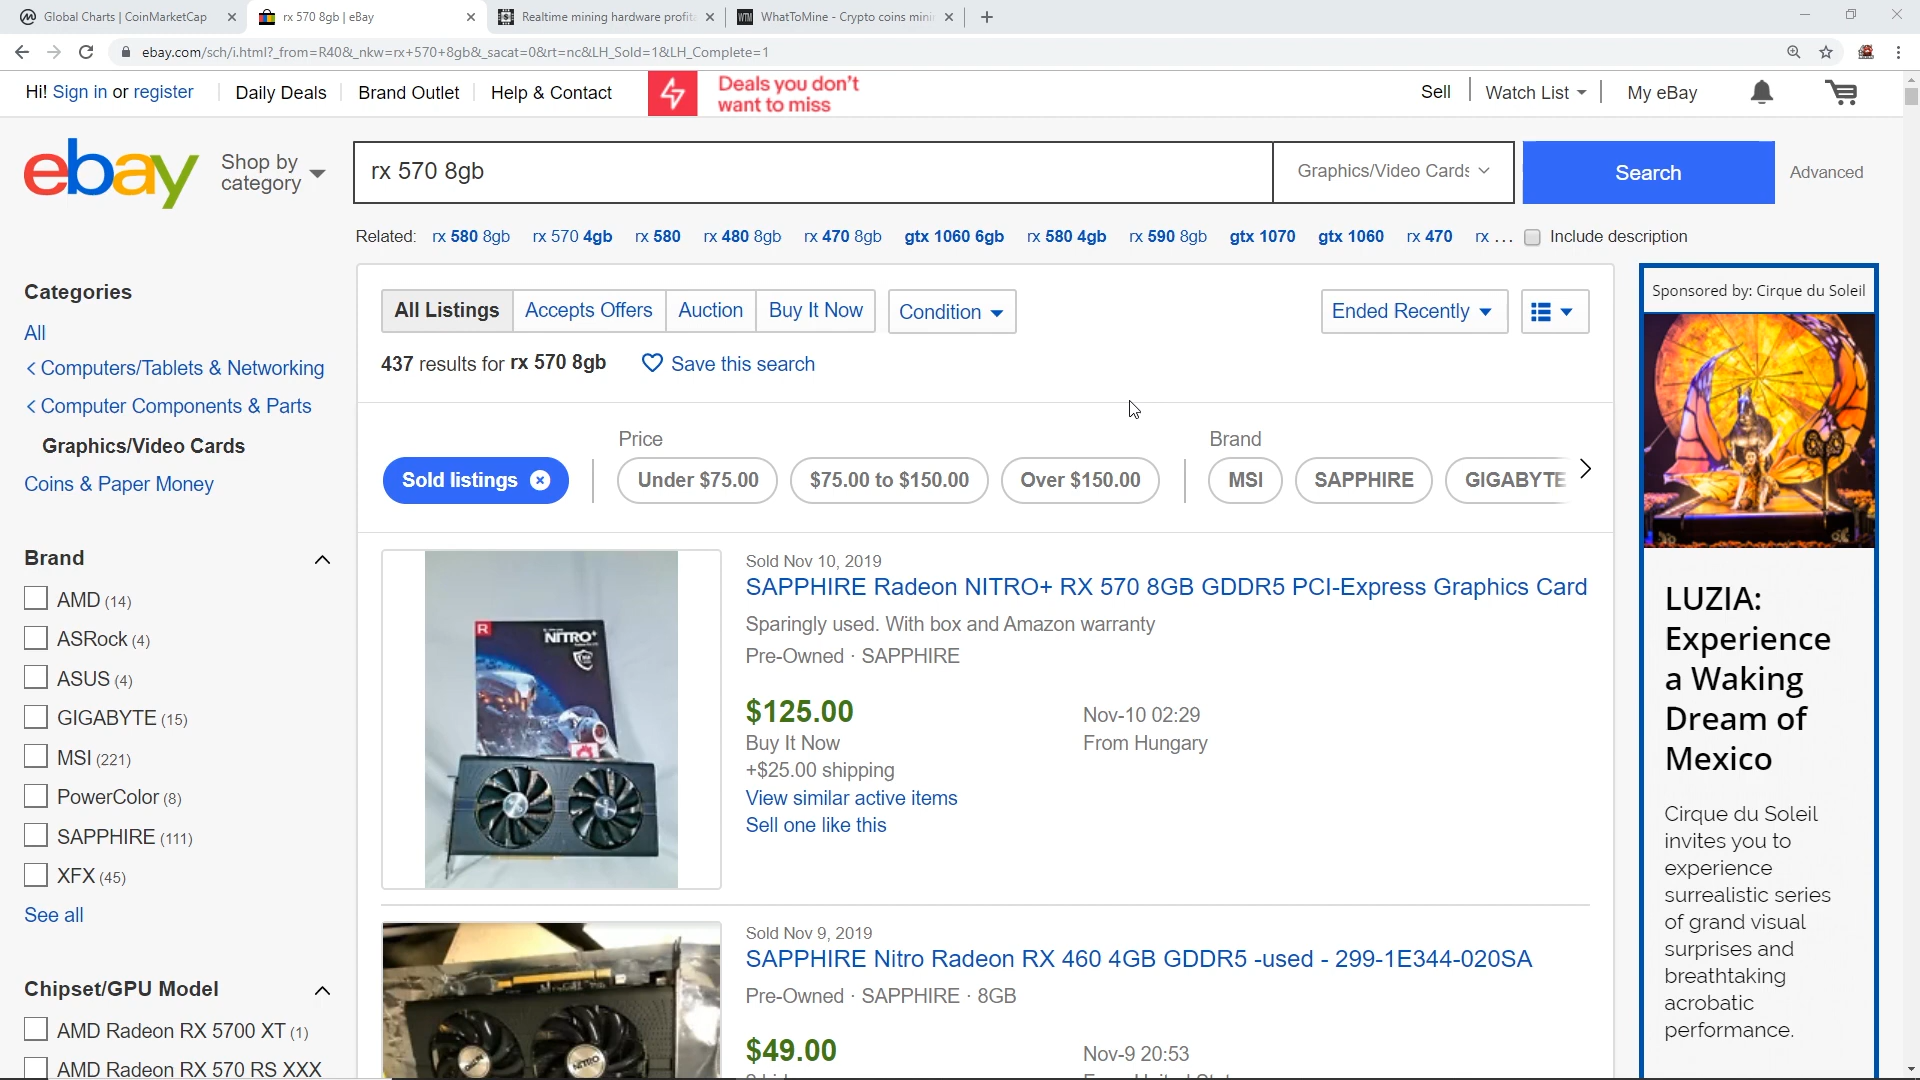 Global Charts | CoinMarketCap
rx 570 8gb | eBay
Realtime mining hardware profita
WhatToMine - Crypto coins minin
ebay.com/sch/i.html?_from=R40&_nkw=rx+570+8gb&_sacat=0&rt=nc&LH_Sold=1&LH_Complete=1
Hi! Sign in or register
Daily Deals
Brand Outlet
Help & Contact
Deals you don't
want to miss
Sell
Watch List
My eBay
ebay
Shop by
category
rx 570 8gb
Graphics/Video Cards
Search
Advanced
Related: rx 580 8gb rx 570 4gb rx 580 rx 480 8gb rx 470 8gb gtx 1060 6gb rx 580 4gb rx 590 8gb gtx 1070 gtx 1060 rx 470 rx ...
Include description
Categories
All
< Computers/Tablets & Networking
< Computer Components & Parts
Graphics/Video Cards
Coins & Paper Money
Brand
AMD (14)
ASRock (4)
ASUS (4)
GIGABYTE (15)
MSI (221)
PowerColor (8)
SAPPHIRE (111)
XFX (45)
See all
Chipset/GPU Model
AMD Radeon RX 5700 XT (1)
AMD Radeon RX 570 RS XXX
All Listings
Accepts Offers
Auction
Buy It Now
Condition
Ended Recently
437 results for rx 570 8gb
Save this search
Price
Brand
Sold listings
Under $75.00
$75.00 to $150.00
Over $150.00
MSI
SAPPHIRE
GIGABYTE
R
NITRO+
Sold Nov 10, 2019
SAPPHIRE Radeon NITRO+ RX 570 8GB GDDR5 PCI-Express Graphics Card
Sparingly used. With box and Amazon warranty
Pre-Owned · SAPPHIRE
$125.00
Nov-10 02:29
Buy It Now
From Hungary
+$25.00 shipping
View similar active items
Sell one like this
NITRO
Sold Nov 9, 2019
SAPPHIRE Nitro Radeon RX 460 4GB GDDR5 -used - 299-1E344-020SA
Pre-Owned · SAPPHIRE · 8GB
$49.00
Nov-9 20:53
Sponsored by: Cirque du Soleil
LUZIA:
Experience
a Waking
Dream of
Mexico
Cirque du Soleil
invites you to
experience
surrealistic series
of grand visual
surprises and
breathtaking
acrobatic
performance.